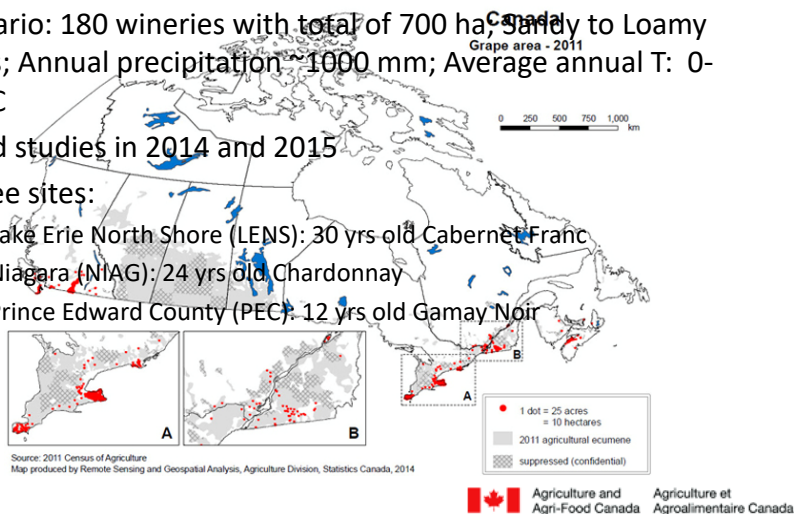 Canada
ario: 180 wineries with total of 700 ha; Sandy to Loamy
Grape area - 2011
s; Annual precipitation ~1000 mm; Average annual T: 0-
C
0 250 500 750 1,000
km
d studies in 2014 and 2015
ee sites:
ake Erie North Shore (LENS): 30 yrs old Cabernet Franc
Niagara (NIAG): 24 yrs old Chardonnay
Prince Edward County (PEC): 12 yrs old Gamay Noir
B
A
A
B
1 dot = 25 acres
= 10 hectares
2011 agricultural ecumene
suppressed (confidential)
Source: 2011 Census of Agriculture
Map produced by Remote Sensing and Geospatial Analysis, Agriculture Division, Statistics Canada, 2014
Agriculture and Agriculture et
Agri-Food Canada Agroalimentaire Canada